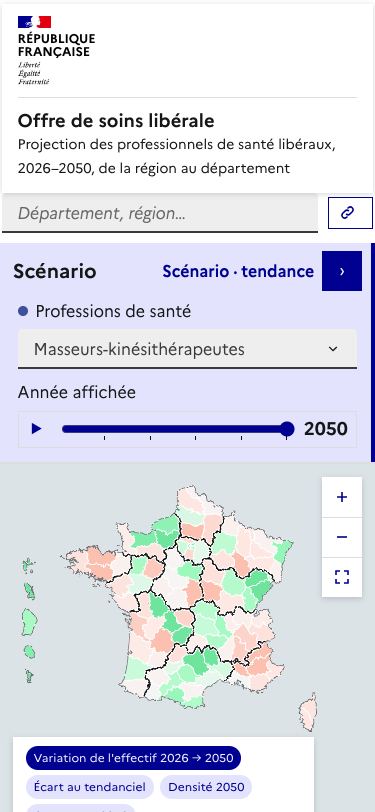 RÉPUBLIQUE
FRANÇAISE
Liberté
Égalité
Fraternité
Offre de soins libérale
Projection des professionnels de santé libéraux,
2026–2050, de la région au département
Département, région…
Scénario
Scénario · tendance ›
Professions de santé
Masseurs-kinésithérapeutes
Année affichée
2050
+
−
Variation de l'effectif 2026 → 2050
Écart au tendanciel
Densité 2050